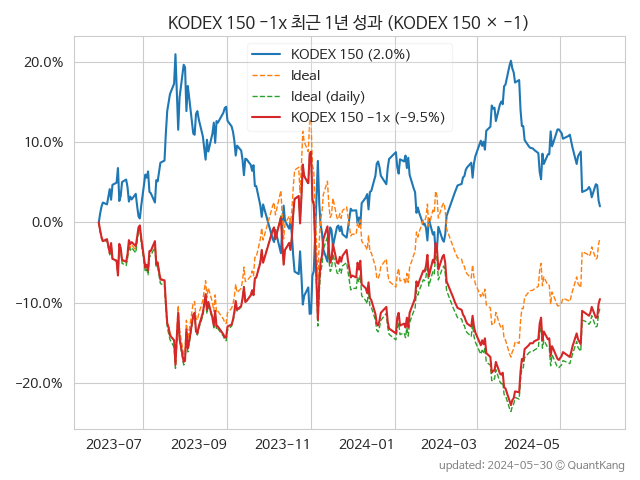 KODEX 150 -1x 최근 1년 성과 (KODEX 150 × -1)
KODEX 150 (2.0%)
Ideal
Ideal (daily)
KODEX 150 -1x (-9.5%)
20.0%
10.0%
0.0%
-10.0%
-20.0%
2023-07 2023-09 2023-11 2024-01 2024-03 2024-05
updated: 2024-05-30 © QuantKang